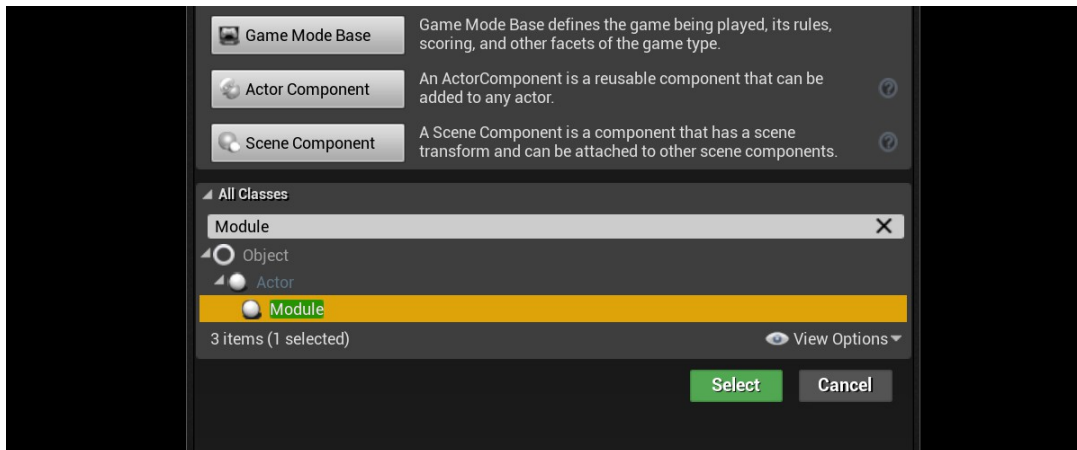 Game Mode Base
Game Mode Base defines the game being played, its rules,
scoring, and other facets of the game type.
Actor Component
An ActorComponent is a reusable component that can be
added to any actor.
Scene Component
A Scene Component is a component that has a scene
transform and can be attached to other scene components.
All Classes
Module
Object
Actor
Module
3 items (1 selected)
View Options
Select
Cancel